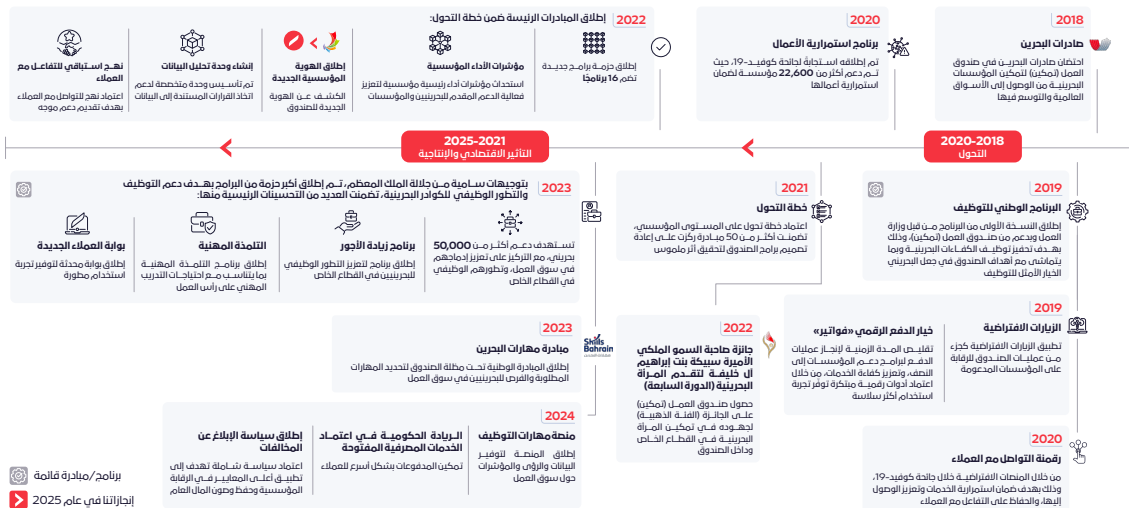 2018
صادرات البحرين
احتضان صادرات البحرين في صندوق
العمل (تمكين) لتمكين المؤسسات
البحرينية من الوصول إلى الأسواق
العالمية والتوسع فيها
2020
برنامج استمرارية الأعمال
تم إطلاقه استجابةً لجائحة كوفيد-19، حيث
تم دعم أكثر من 22,600 مؤسسة لضمان
استمرارية أعمالها
2022
إطلاق المبادرات الرئيسة ضمن خطة التحول:
إطلاق حزمة برامج جديدة
تضم 16 برنامجًا
مؤشرات الأداء المؤسسية
استحداث مؤشرات أداء رئيسية مؤسسية لتعزيز
فعالية الدعم المقدم للبحرينيين والمؤسسات
إطلاق الهوية
المؤسسية الجديدة
الكشف عن الهوية
الجديدة للصندوق
إنشاء وحدة تحليل البيانات
تم تأسيس وحدة متخصصة لدعم
اتخاذ القرارات المستندة إلى البيانات
نهج استباقي للتفاعل مع
العملاء
اعتماد نهج للتواصل مع العملاء
بهدف تقديم دعم موجه
2020-2018
التحول
2025-2021
التأثير الاقتصادي والإنتاجية
2019
البرنامج الوطني للتوظيف
إطلاق النسخة الأولى من البرنامج من قبل وزارة
العمل وبدعم من صندوق العمل (تمكين)، وذلك
بهدف تحفيز توظيف الكفاءات البحرينية وبما
يتماشى مع أهداف الصندوق في جعل البحريني
الخيار الأمثل للتوظيف
2021
خطة التحول
اعتماد خطة تحول على المستوى المؤسسي،
تضمنت أكثر من 50 مبادرة ركزت على إعادة
تصميم برامج الصندوق لتحقيق أثر ملموس
2023
بتوجيهات سامية من جلالة الملك المعظم، تم إطلاق أكبر حزمة من البرامج بهدف دعم التوظيف
والتطور الوظيفي للكوادر البحرينية، تضمنت العديد من التحسينات الرئيسية منها:
تستهدف دعم أكثر من 50,000
بحريني، مع التركيز على تعزيز إدماجهم
في سوق العمل، وتطورهم الوظيفي
في القطاع الخاص
برنامج زيادة الأجور
إطلاق برنامج لتعزيز التطور الوظيفي
للبحرينيين في القطاع الخاص
التلمذة المهنية
إطلاق برنامج التلمذة المهنية
بما يتناسب مع احتياجات التدريب
المهني على رأس العمل
بوابة العملاء الجديدة
إطلاق بوابة محدثة لتوفير تجربة
استخدام مطورة
2019
الزيارات الافتراضية
تطبيق الزيارات الافتراضية كجزء
من عمليات الصندوق للرقابة
على المؤسسات المدعومة
خيار الدفع الرقمي «فواتير»
تقليص المدة الزمنية لإنجاز عمليات
الدفع لبرامج دعم المؤسسات إلى
النصف، وتعزيز كفاءة الخدمات، من خلال
اعتماد أدوات رقمية مبتكرة توفر تجربة
استخدام أكثر سلاسة
2022
جائزة صاحبة السمو الملكي
الأميرة سبيكة بنت إبراهيم
آل خليفة لتقدم المرأة
البحرينية (الدورة السابعة)
حصول صندوق العمل (تمكين)
على الجائزة (الفئة الذهبية)
لجهوده في تمكين المرأة
البحرينية في القطاع الخاص
وداخل الصندوق
2023
Skills
Bahrain
مبادرة مهارات البحرين
إطلاق المبادرة الوطنية تحت مظلة الصندوق لتحديد المهارات
المطلوبة والفرص للبحرينيين في سوق العمل
2024
منصة مهارات التوظيف
إطلاق المنصة لتوفير
البيانات والرؤى والمؤشرات
حول سوق العمل
الريادة الحكومية في اعتماد
الخدمات المصرفية المفتوحة
تمكين المدفوعات بشكل أسرع للعملاء
إطلاق سياسة الإبلاغ عن
المخالفات
اعتماد سياسة شاملة تهدف إلى
تطبيق أعلى المعايير في الرقابة
المؤسسية وحفظ وصون المال العام
2020
رقمنة التواصل مع العملاء
من خلال المنصات الافتراضية خلال جائحة كوفيد-19،
وذلك بهدف ضمان استمرارية الخدمات وتعزيز الوصول
إليها، والحفاظ على التفاعل مع العملاء
برنامج/مبادرة قائمة
إنجازاتنا في عام 2025